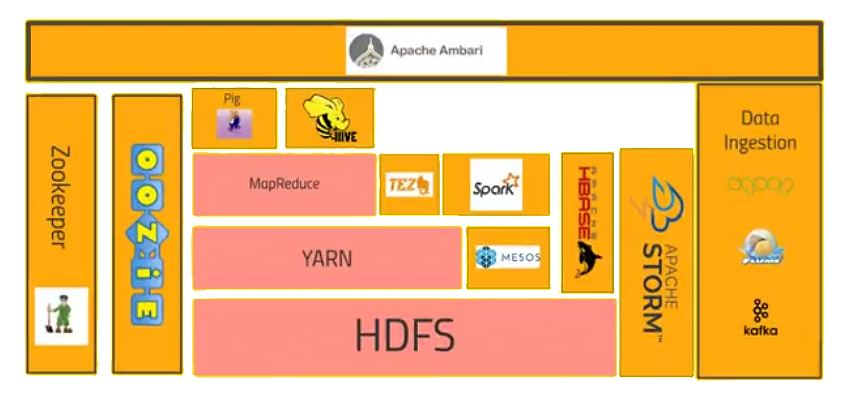 Apache Ambari
Zookeeper
OOZiE
Pig
HIVE
MapReduce
TEZ
Spark
YARN
MESOS
HDFS
APACHE
HBASE
APACHE
STORM™
Data
Ingestion
sqoop
FLUME
kafka